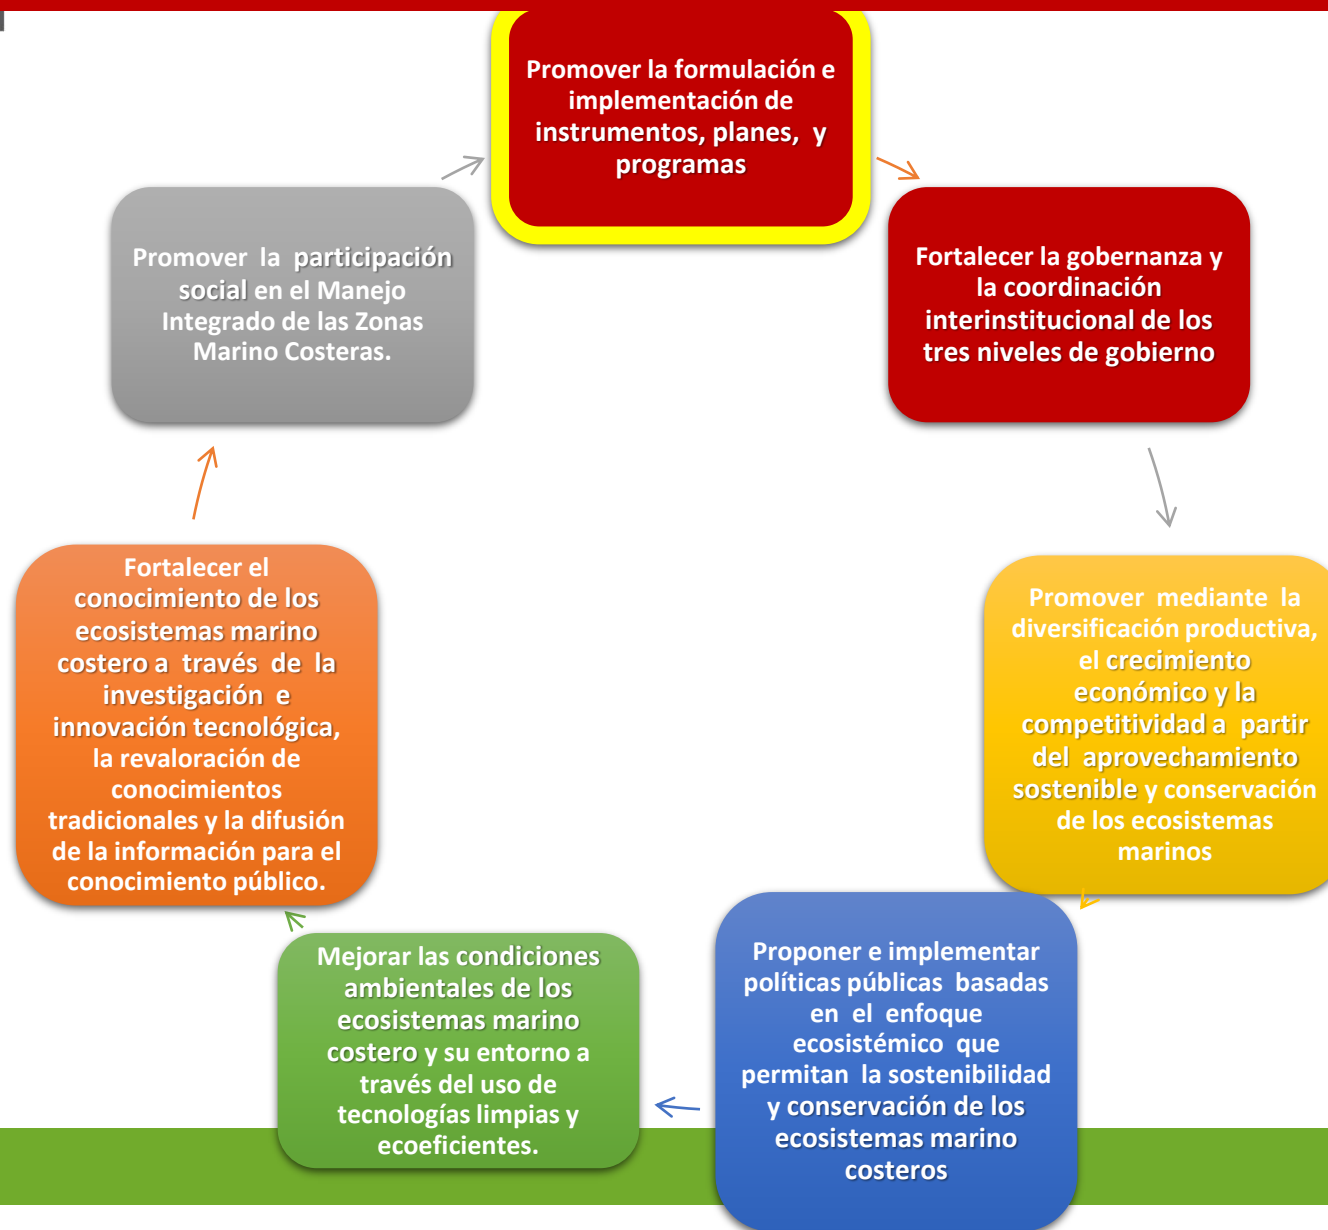 Promover la formulación e
implementación de
instrumentos, planes, y
programas
Fortalecer la gobernanza y
la coordinación
interinstitucional de los
tres niveles de gobierno
Promover mediante la
diversificación productiva,
el crecimiento
económico y la
competitividad a partir
del aprovechamiento
sostenible y conservación
de los ecosistemas
marinos
Proponer e implementar
políticas públicas basadas
en el enfoque
ecosistémico que
permitan la sostenibilidad
y conservación de los
ecosistemas marino
costeros
Mejorar las condiciones
ambientales de los
ecosistemas marino
costero y su entorno a
través del uso de
tecnologías limpias y
ecoeficientes.
Fortalecer el
conocimiento de los
ecosistemas marino
costero a través de la
investigación e
innovación tecnológica,
la revaloración de
conocimientos
tradicionales y la difusión
de la información para el
conocimiento público.
Promover la participación
social en el Manejo
Integrado de las Zonas
Marino Costeras.